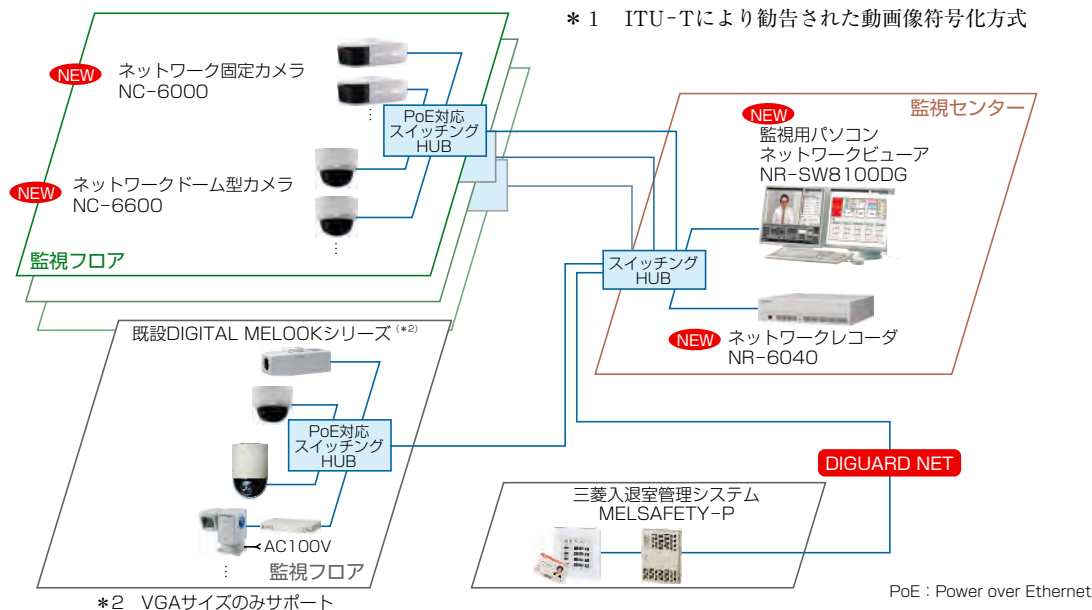 ＊1 ITU-Tにより勧告された動画像符号化方式
NEW
ネットワーク固定カメラ
NC-6000
⋮
PoE対応
スイッチング
HUB
NEW
ネットワークドーム型カメラ
NC-6600
⋮
監視フロア
監視センター
NEW
監視用パソコン
ネットワークビューア
NR-SW8100DG
スイッチング
HUB
NEW
ネットワークレコーダ
NR-6040
既設DIGITAL MELOOKシリーズ（*2）
PoE対応
スイッチング
HUB
AC100V
⋮
監視フロア
DIGUARD NET
三菱入退室管理システム
MELSAFETY-P
PoE：Power over Ethernet
＊2 VGAサイズのみサポート